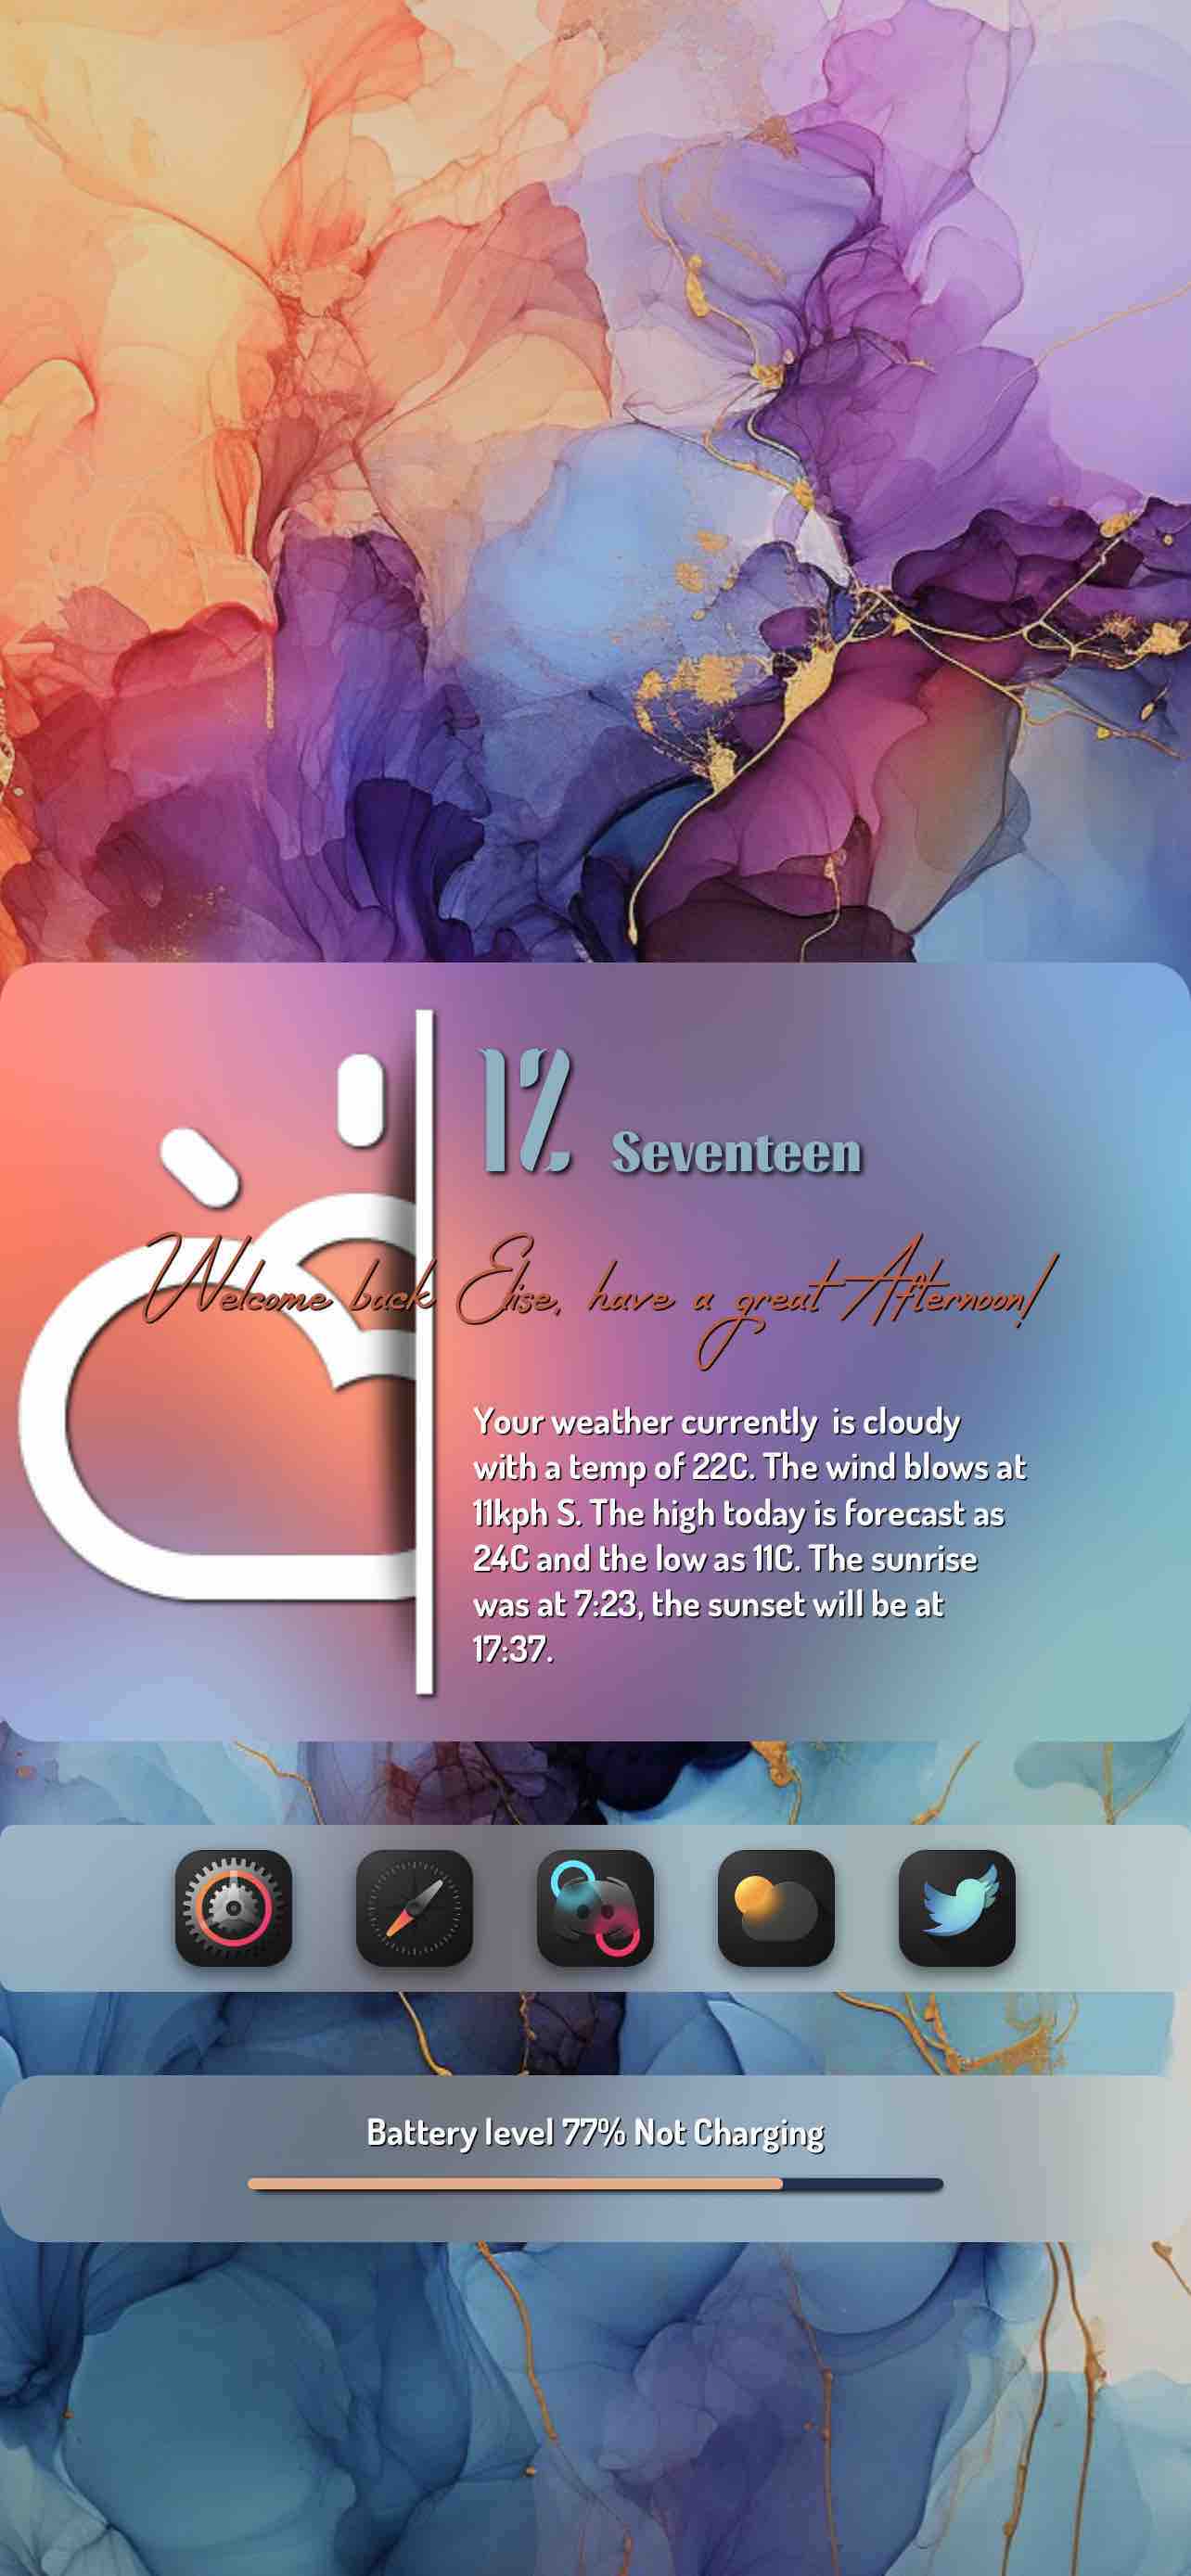 12 Seventeen
Welcome back Elise, have a great Afternoon!
Your weather currently  is cloudy
with a temp of 22C. The wind blows at
11kph S. The high today is forecast as
24C and the low as 11C. The sunrise
was at 7:23, the sunset will be at
17:37.
Battery level 77% Not Charging